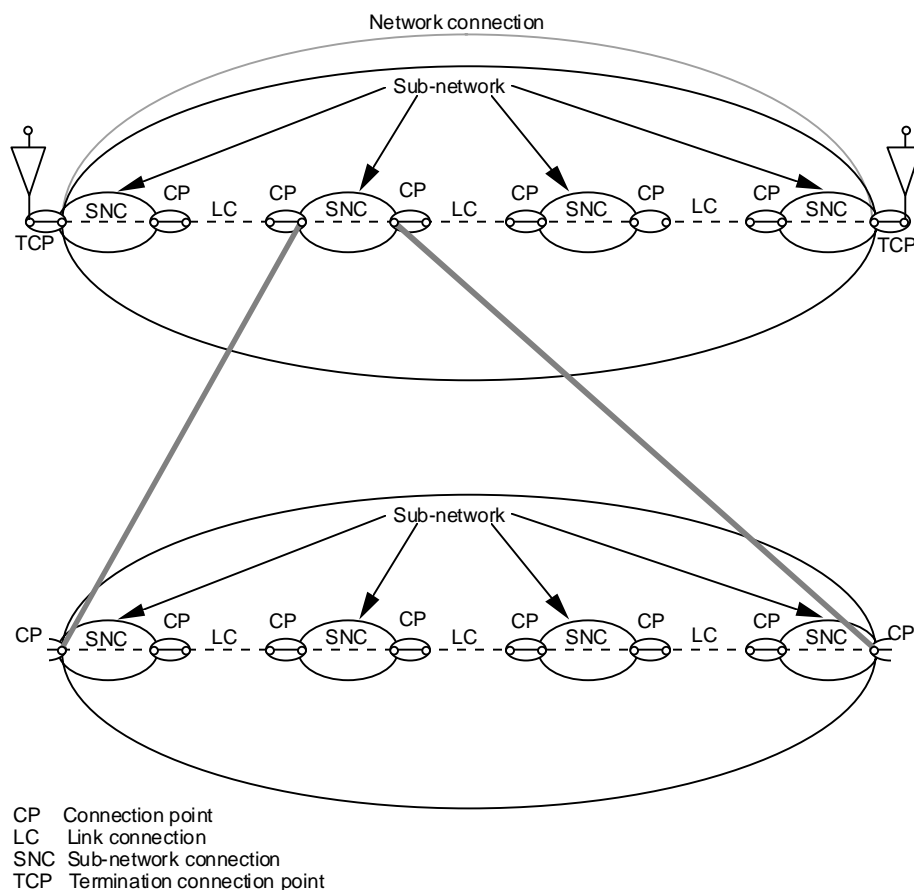 Network connection
Sub-network
CP CP CP CP CP CP
SNC LC SNC LC SNC LC SNC
TCP TCP
Sub-network
CP CP CP CP CP CP
CP SNC LC SNC LC SNC LC SNC CP
CP Connection point
LC Link connection
SNC Sub-network connection
TCP Termination connection point